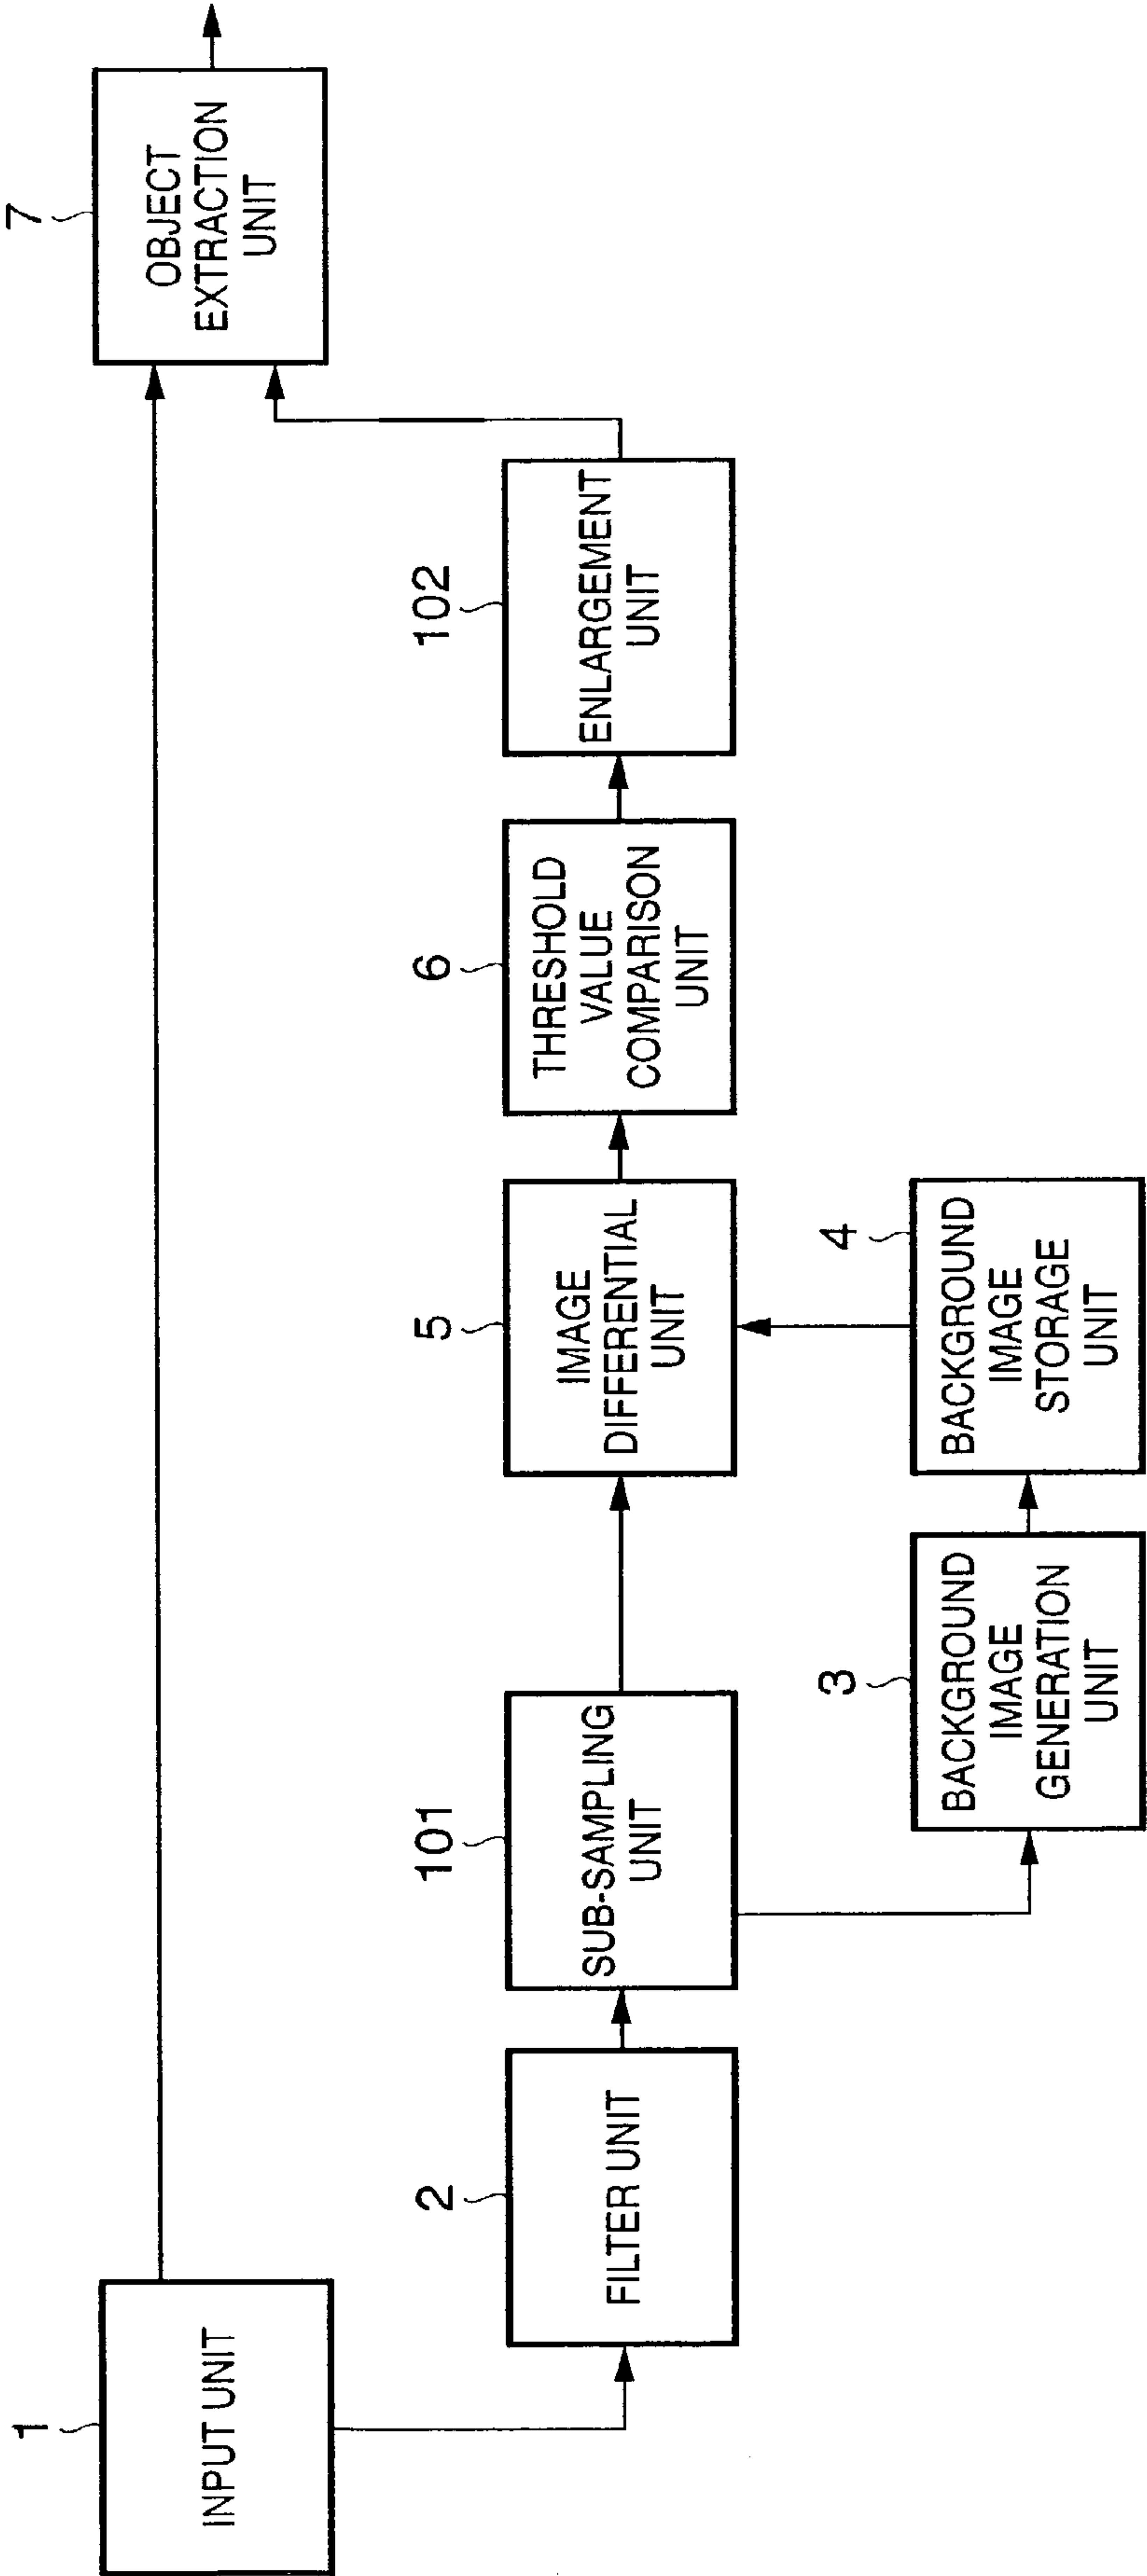 1
INPUT UNIT
7
OBJECT
EXTRACTION
UNIT
2
FILTER UNIT
101
SUB-SAMPLING
UNIT
5
IMAGE
DIFFERENTIAL
UNIT
6
THRESHOLD
VALUE
COMPARISON
UNIT
102
ENLARGEMENT
UNIT
3
BACKGROUND
IMAGE
GENERATION
UNIT
4
BACKGROUND
IMAGE
STORAGE
UNIT